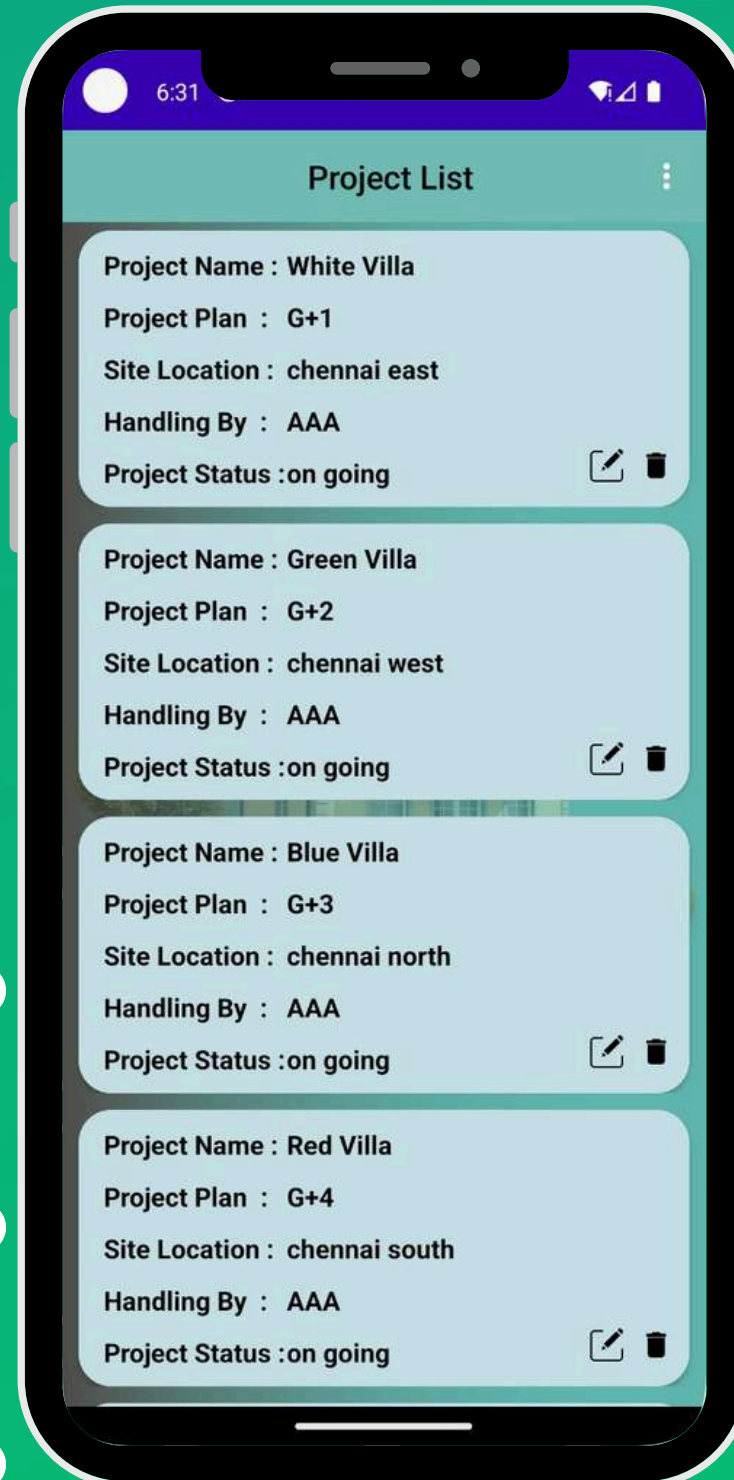 6:31
Project List
Project Name : White Villa
Project Plan : G+1
Site Location : chennai east
Handling By : AAA
Project Status :on going
Project Name : Green Villa
Project Plan : G+2
Site Location : chennai west
Handling By : AAA
Project Status :on going
Project Name : Blue Villa
Project Plan : G+3
Site Location : chennai north
Handling By : AAA
Project Status :on going
Project Name : Red Villa
Project Plan : G+4
Site Location : chennai south
Handling By : AAA
Project Status :on going